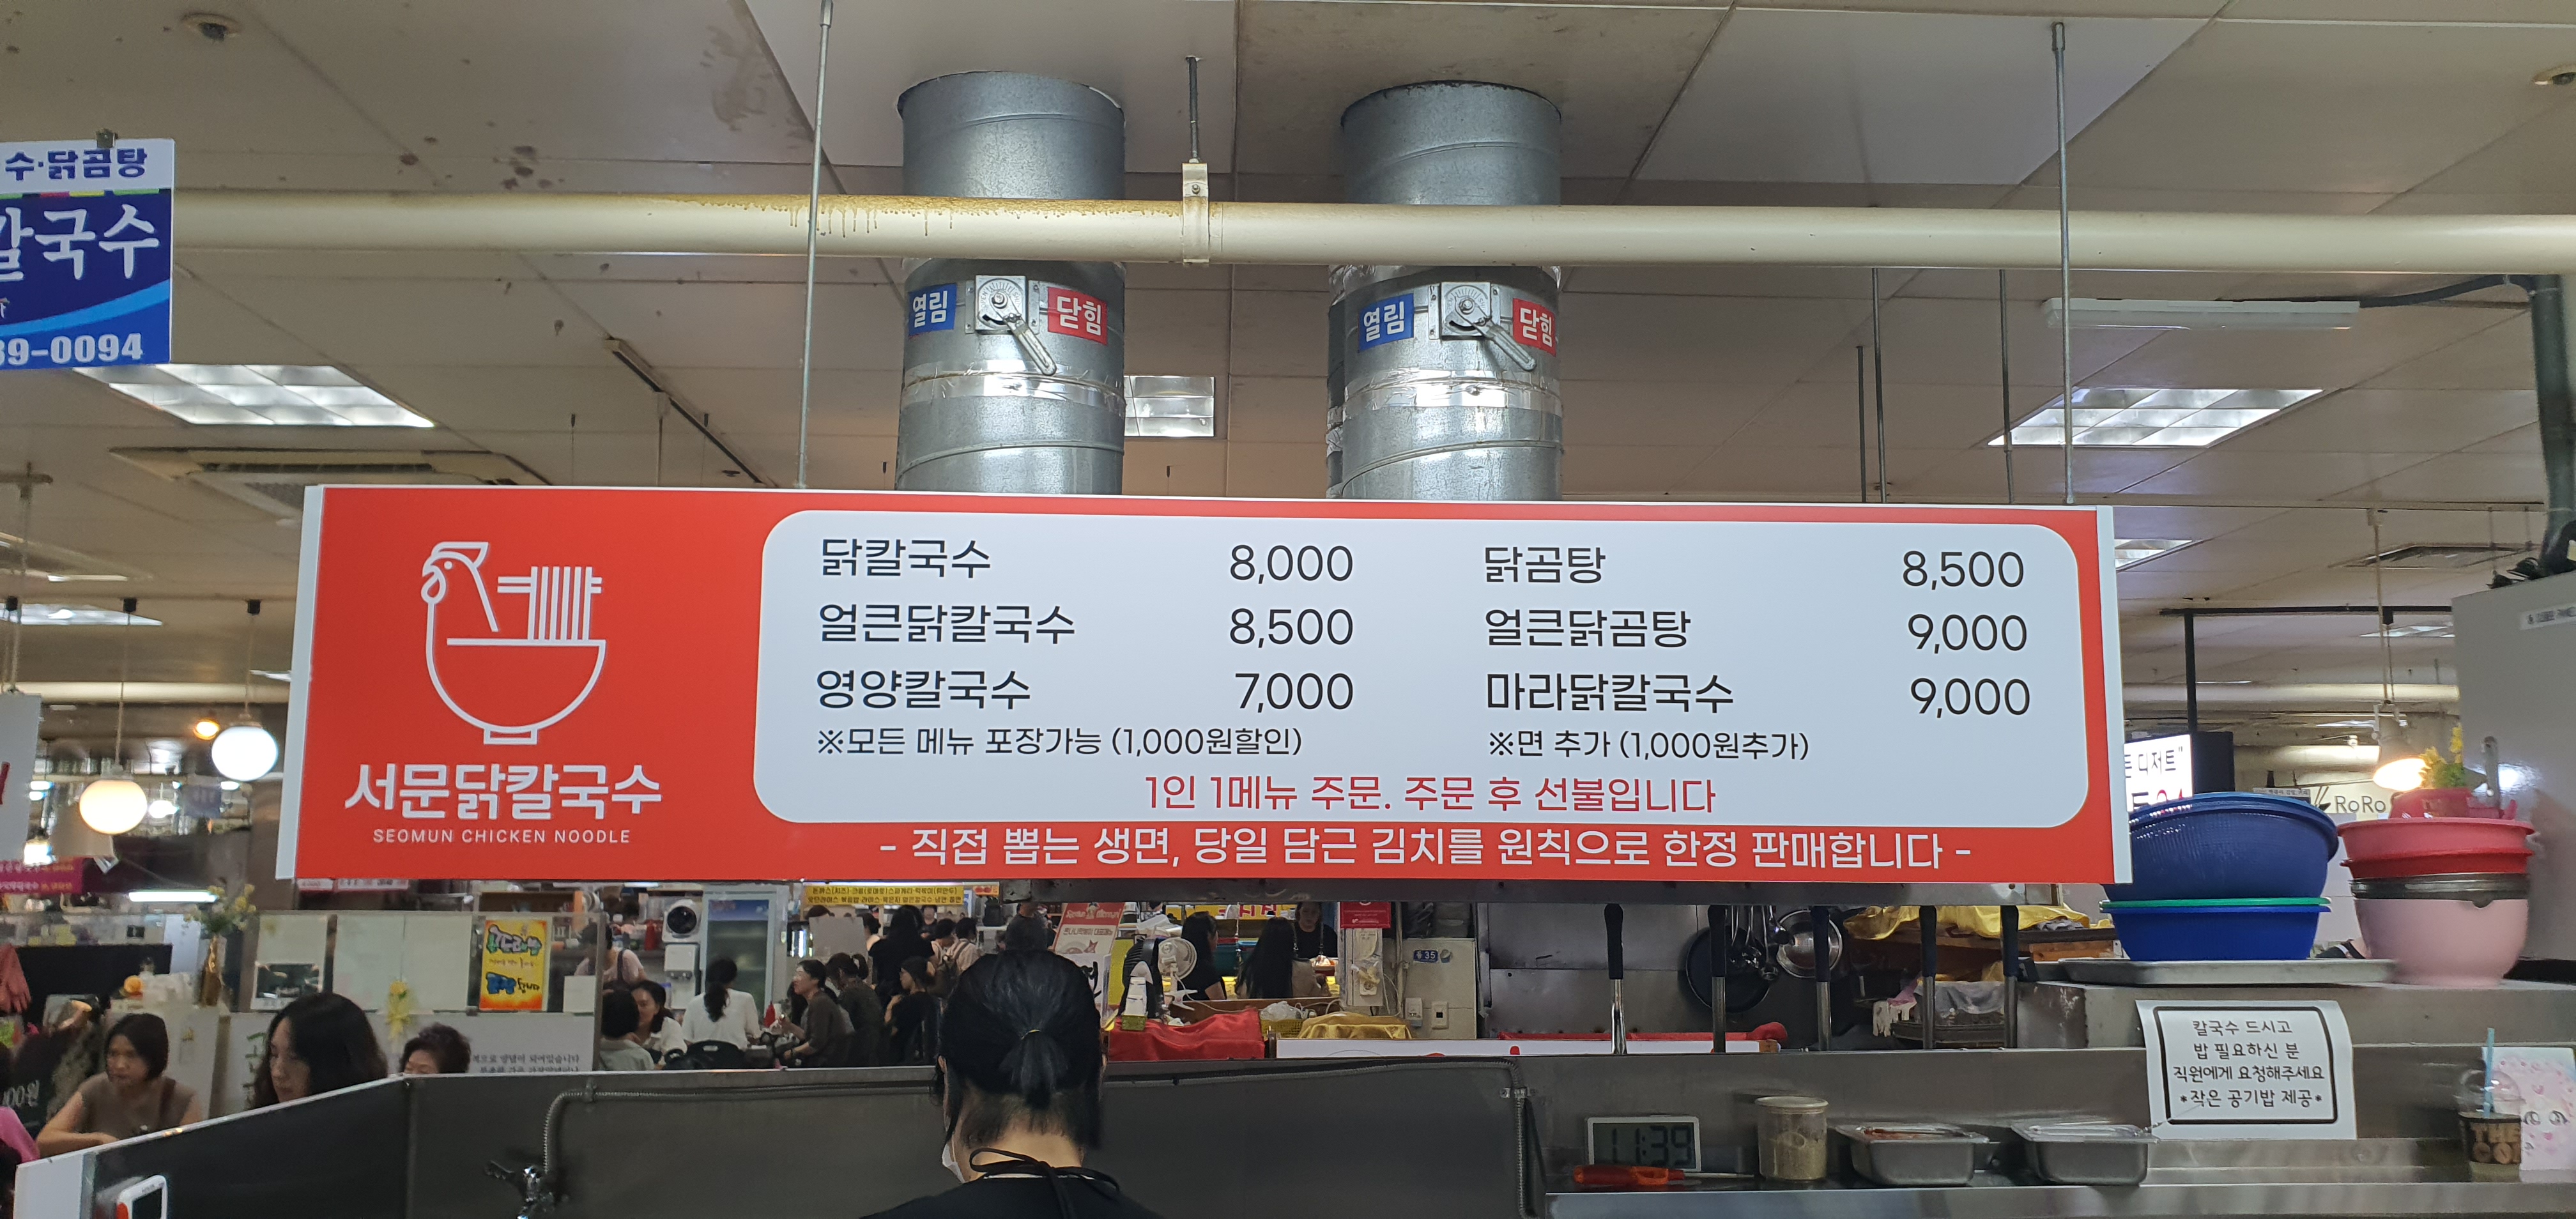 수·닭곰탕
칼국수
39-0094
열림
닫힘
열림
닫힘
닭칼국수 8,000
얼큰닭칼국수 8,500
영양칼국수 7,000
※모든 메뉴 포장가능 (1,000원할인)
닭곰탕 8,500
얼큰닭곰탕 9,000
마라닭칼국수 9,000
※면 추가 (1,000원추가)
1인 1메뉴 주문. 주문 후 선불입니다
서문닭칼국수
SEOMUN CHICKEN NOODLE
- 직접 뽑는 생면, 당일 담근 김치를 원칙으로 한정 판매합니다 -
디저트"
RoRo
칼국수 드시고
밥 필요하신 분
직원에게 요청해주세요
*작은 공기밥 제공*
11:39